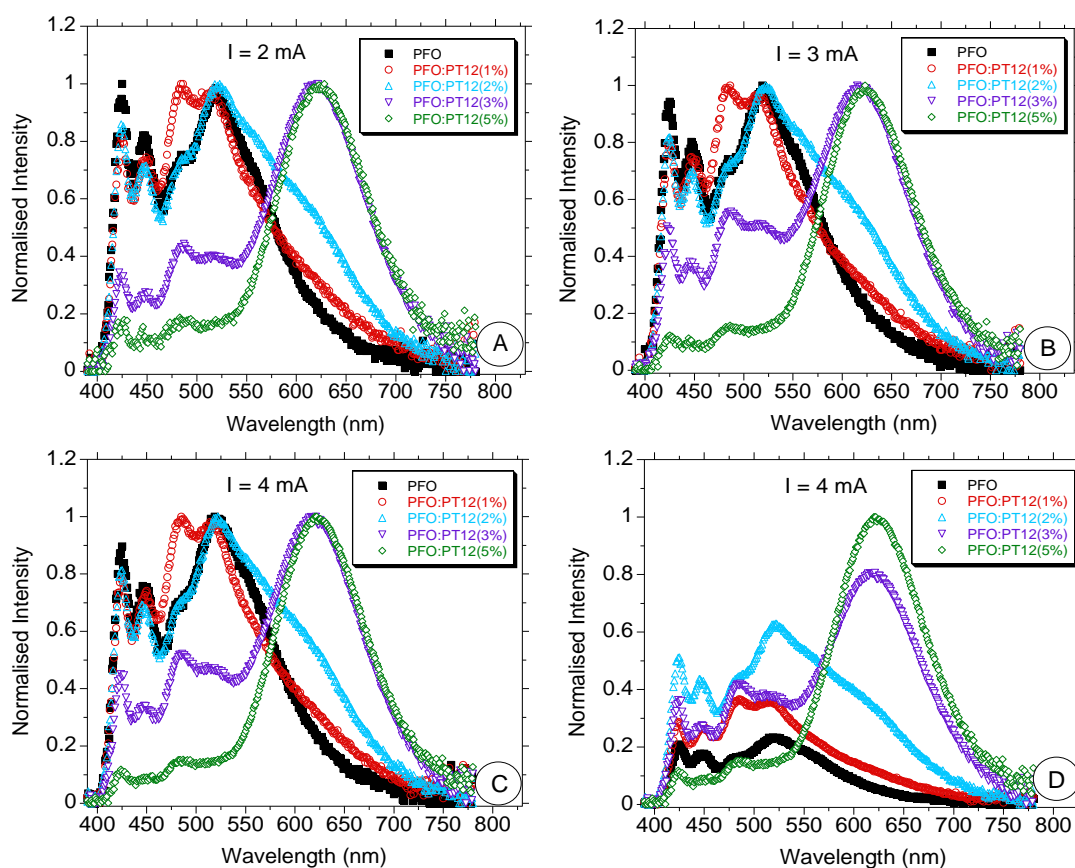 1.2
1
0.8
0.6
0.4
0.2
0
Normalised Intensity
I = 2 mA
PFO
PFO:PT12(1%)
PFO:PT12(2%)
PFO:PT12(3%)
PFO:PT12(5%)
A
400 450 500 550 600 650 700 750 800
Wavelength (nm)
1.2
1
0.8
0.6
0.4
0.2
0
Normalised Intensity
I = 3 mA
PFO
PFO:PT12(1%)
PFO:PT12(2%)
PFO:PT12(3%)
PFO:PT12(5%)
B
400 450 500 550 600 650 700 750 800
Wavelength (nm)
1.2
1
0.8
0.6
0.4
0.2
0
Normalised Intensity
I = 4 mA
PFO
PFO:PT12(1%)
PFO:PT12(2%)
PFO:PT12(3%)
PFO:PT12(5%)
C
400 450 500 550 600 650 700 750 800
Wavelength (nm)
1.2
1
0.8
0.6
0.4
0.2
0
Normalised Intensity
I = 4 mA
PFO
PFO:PT12(1%)
PFO:PT12(2%)
PFO:PT12(3%)
PFO:PT12(5%)
D
400 450 500 550 600 650 700 750 800
Wavelength (nm)